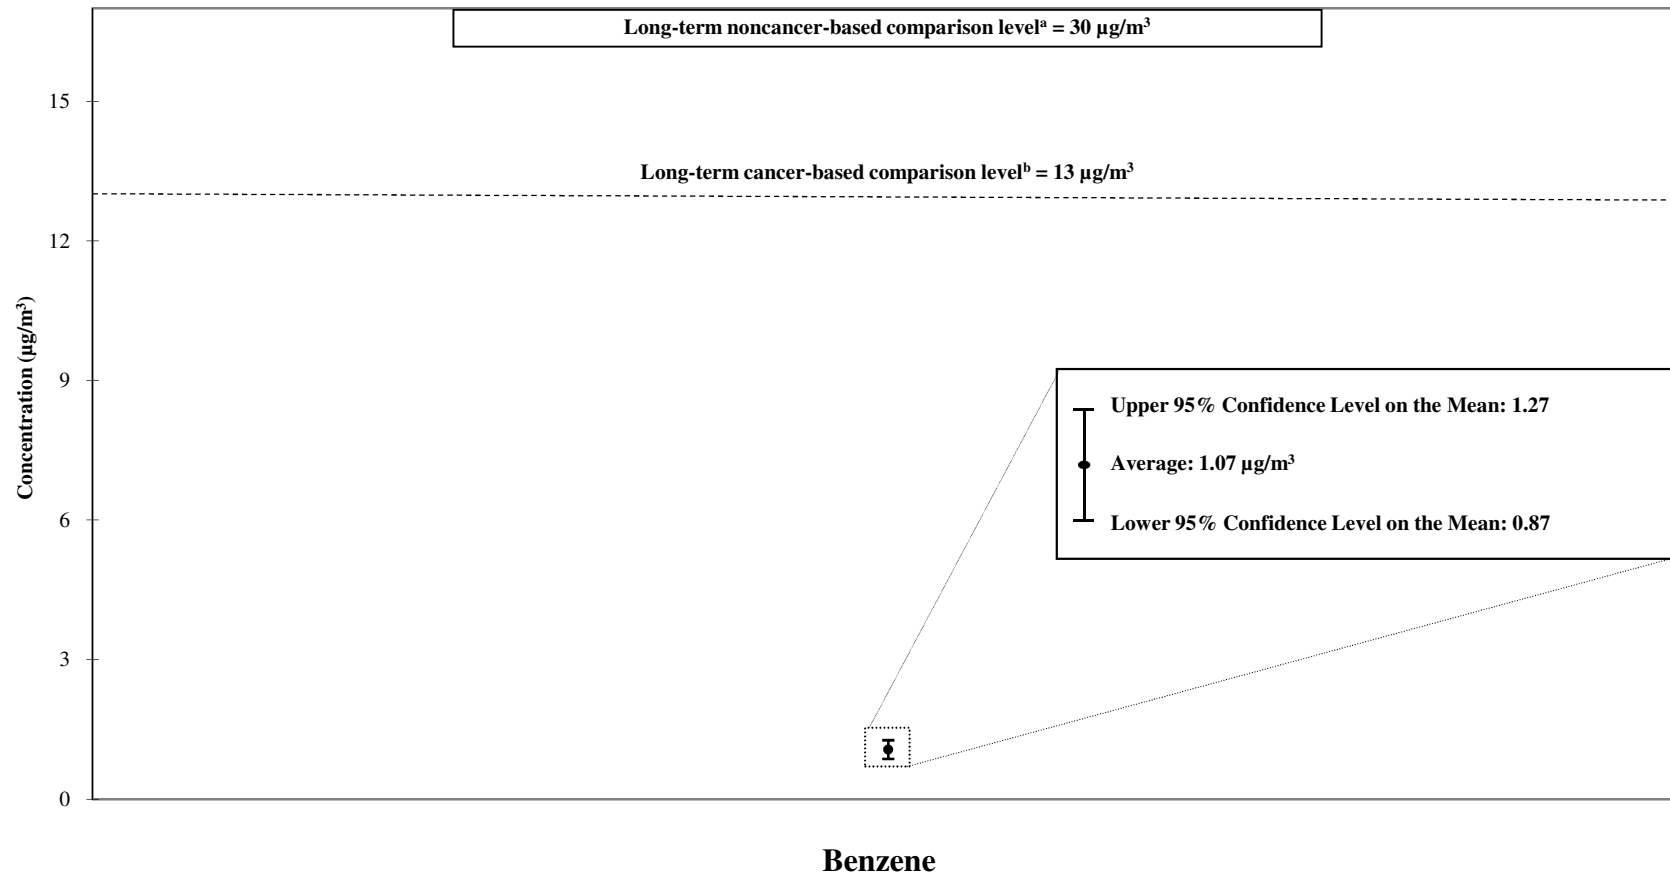 Long-term noncancer-based comparison levelᵃ = 30 µg/m³
15
Long-term cancer-based comparison levelᵇ = 13 µg/m³
12
Concentration (µg/m³)
9
Upper 95% Confidence Level on the Mean: 1.27
Average: 1.07 µg/m³
6
Lower 95% Confidence Level on the Mean: 0.87
3
0
Benzene